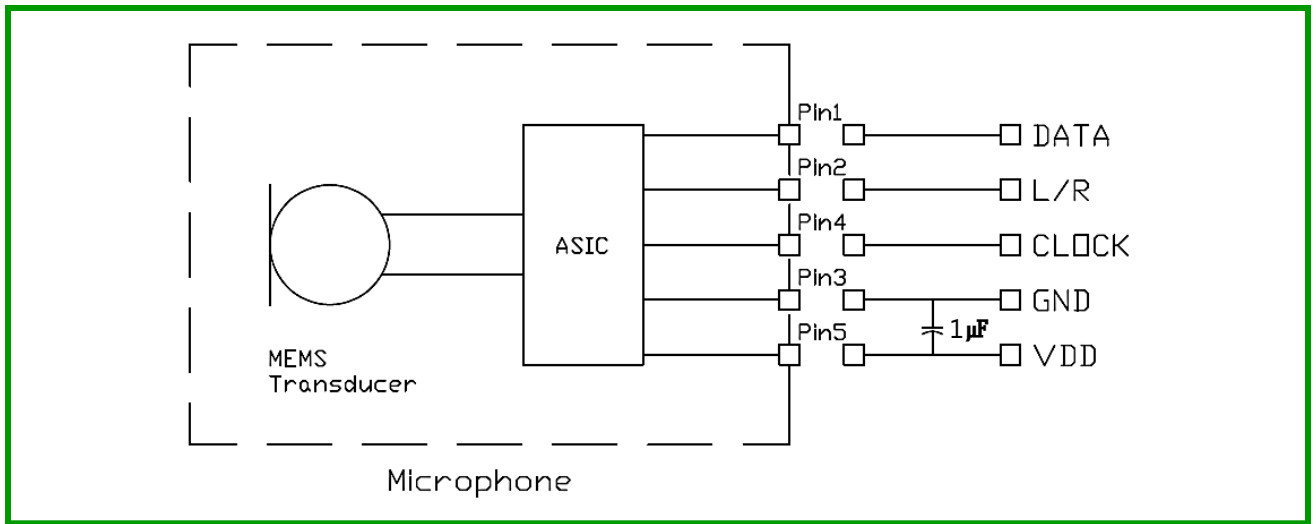 Pin1
DATA
Pin2
L/R
Pin4
CLOCK
ASIC
Pin3
GND
1µF
Pin5
VDD
MEMS
Transducer
Microphone